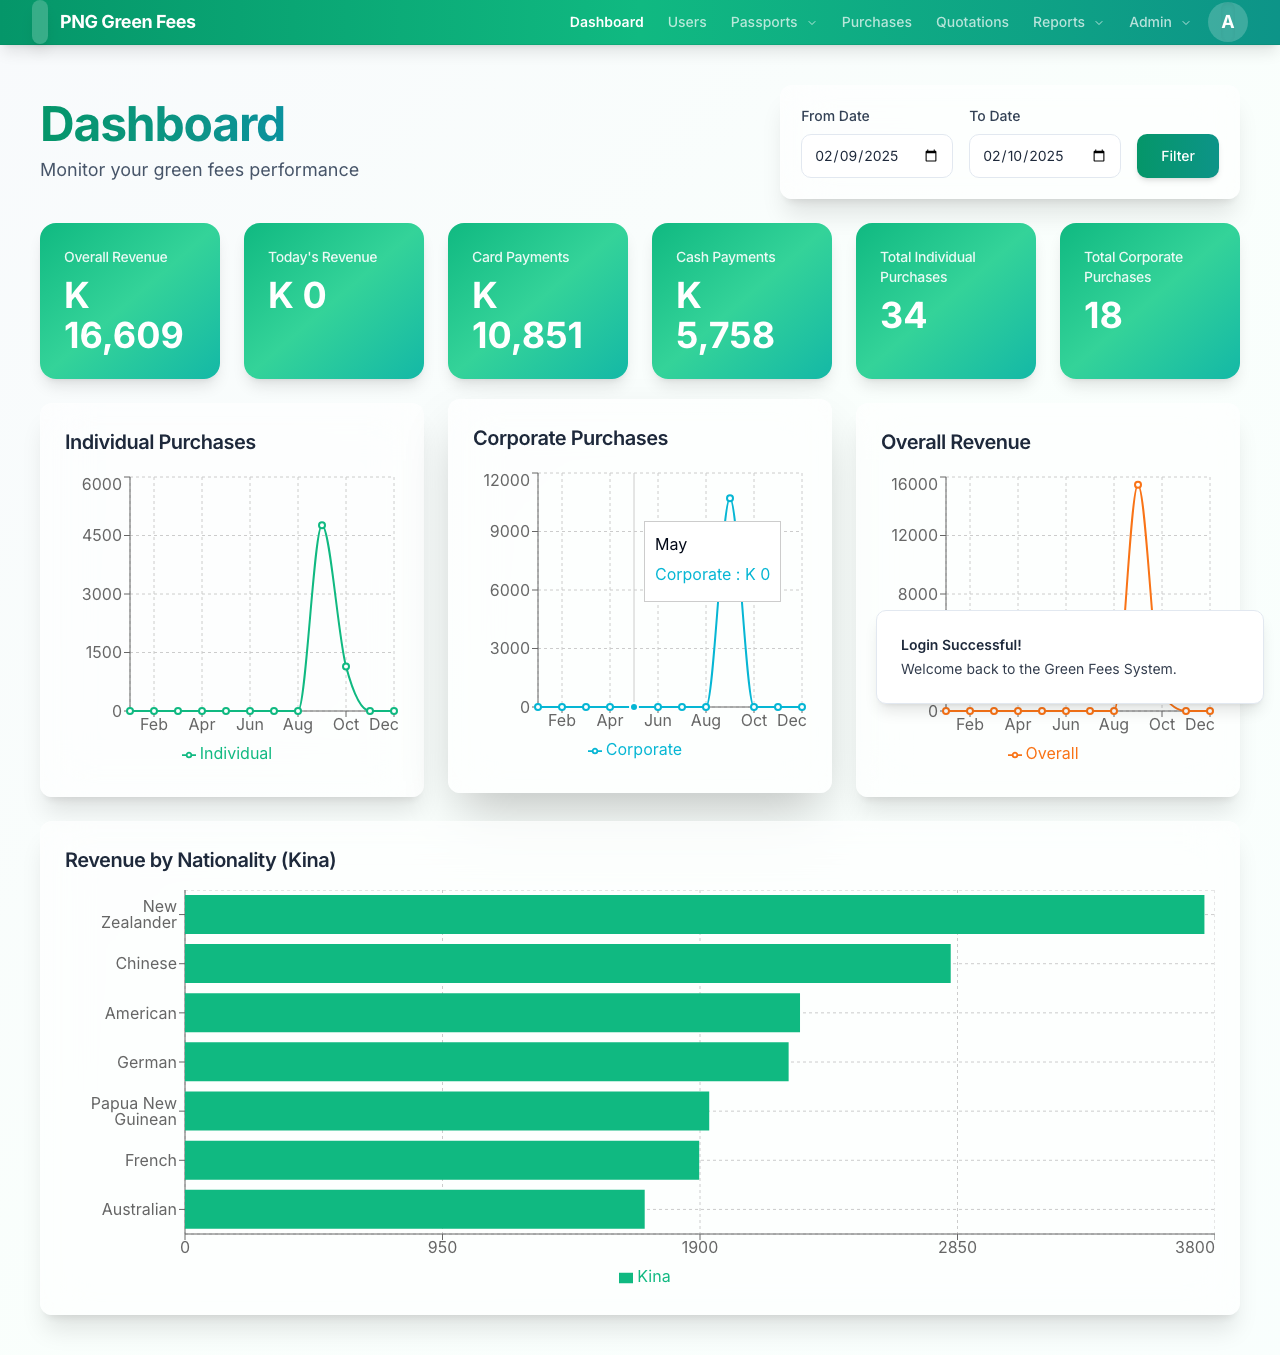 PNG Green Fees
Dashboard
Users
Passports
Purchases
Quotations
Reports
Admin
A
Dashboard
Monitor your green fees performance
From Date
To Date
02/09/2025
02/10/2025
Filter
Overall Revenue
K
16,609
Today's Revenue
K 0
Card Payments
K
10,851
Cash Payments
K
5,758
Total Individual
Purchases
34
Total Corporate
Purchases
18
Individual Purchases
6000
4500
3000
1500
0
Feb
Apr
Jun
Aug
Oct
Dec
Individual
Corporate Purchases
12000
9000
6000
3000
0
Feb
Apr
Jun
Aug
Oct
Dec
May
Corporate : K 0
Corporate
Overall Revenue
16000
12000
8000
0
Feb
Apr
Jun
Aug
Oct
Dec
Overall
Login Successful!
Welcome back to the Green Fees System.
Revenue by Nationality (Kina)
New
Zealander
Chinese
American
German
Papua New
Guinean
French
Australian
0
950
1900
2850
3800
Kina